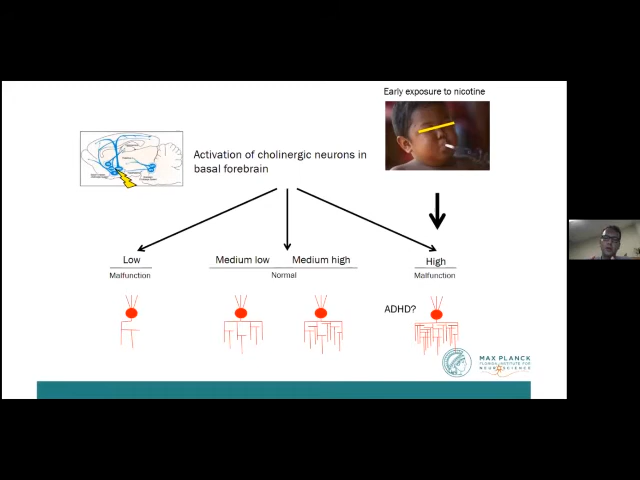 Early exposure to nicotine
Activation of cholinergic neurons in
basal forebrain
Low
Medium low
Medium high
High
Malfunction
Normal
Malfunction
ADHD?
MAX PLANCK
FLORIDA INSTITUTE FOR
NEUROSCIENCE